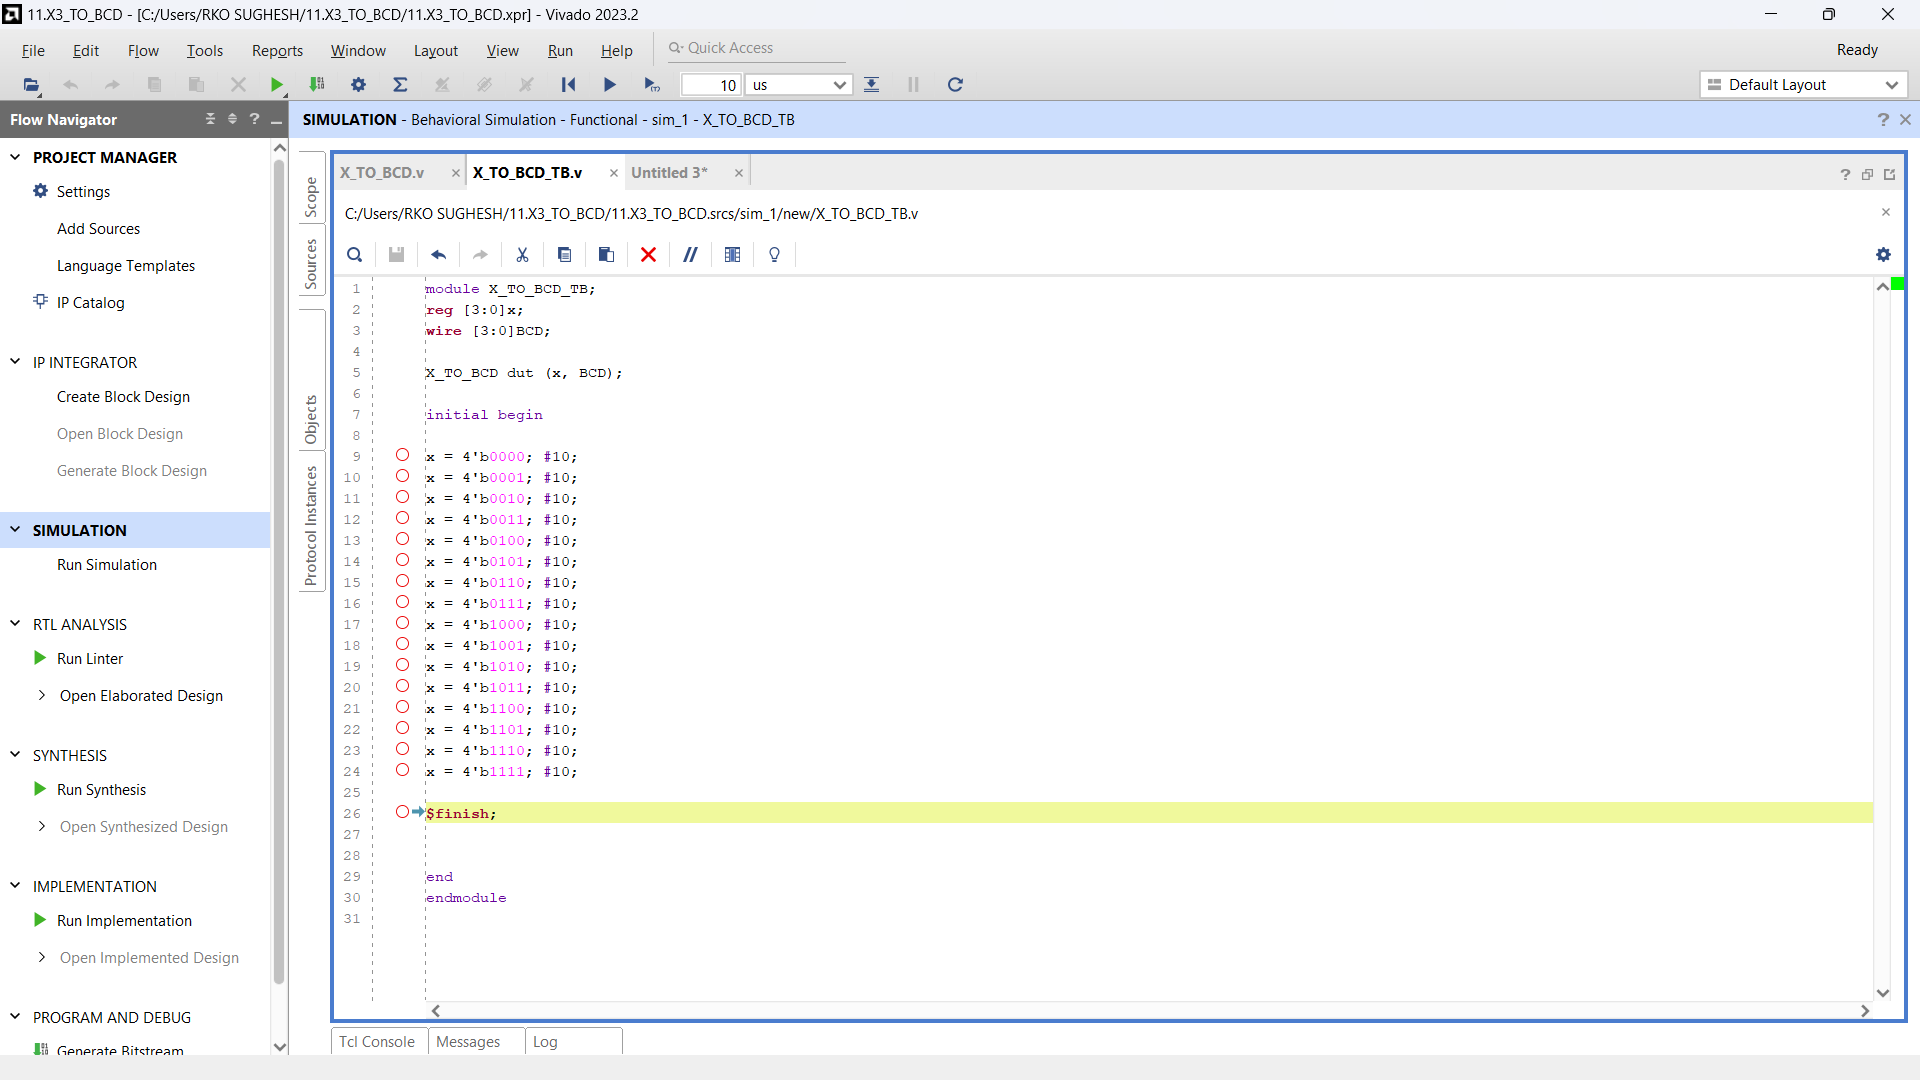 11.X3_TO_BCD - [C:/Users/RKO SUGHESH/11.X3_TO_BCD/11.X3_TO_BCD.xpr] - Vivado 2023.2
File Edit Flow Tools Reports Window Layout View Run Help Quick Access Ready
10 us Default Layout
Flow Navigator
SIMULATION - Behavioral Simulation - Functional - sim_1 - X_TO_BCD_TB
PROJECT MANAGER
Settings
Add Sources
Language Templates
IP Catalog
IP INTEGRATOR
Create Block Design
Open Block Design
Generate Block Design
SIMULATION
Run Simulation
RTL ANALYSIS
Run Linter
Open Elaborated Design
SYNTHESIS
Run Synthesis
Open Synthesized Design
IMPLEMENTATION
Run Implementation
Open Implemented Design
PROGRAM AND DEBUG
Generate Bitstream
Scope
Sources
Objects
Protocol Instances
X_TO_BCD.v X_TO_BCD_TB.v Untitled 3*
C:/Users/RKO SUGHESH/11.X3_TO_BCD/11.X3_TO_BCD.srcs/sim_1/new/X_TO_BCD_TB.v
1 module X_TO_BCD_TB;
2 reg [3:0]x;
3 wire [3:0]BCD;
4
5 X_TO_BCD dut (x, BCD);
6
7 initial begin
8
9 x = 4'b0000; #10;
10 x = 4'b0001; #10;
11 x = 4'b0010; #10;
12 x = 4'b0011; #10;
13 x = 4'b0100; #10;
14 x = 4'b0101; #10;
15 x = 4'b0110; #10;
16 x = 4'b0111; #10;
17 x = 4'b1000; #10;
18 x = 4'b1001; #10;
19 x = 4'b1010; #10;
20 x = 4'b1011; #10;
21 x = 4'b1100; #10;
22 x = 4'b1101; #10;
23 x = 4'b1110; #10;
24 x = 4'b1111; #10;
25
26 $finish;
27
28
29 end
30 endmodule
31
Tcl Console Messages Log